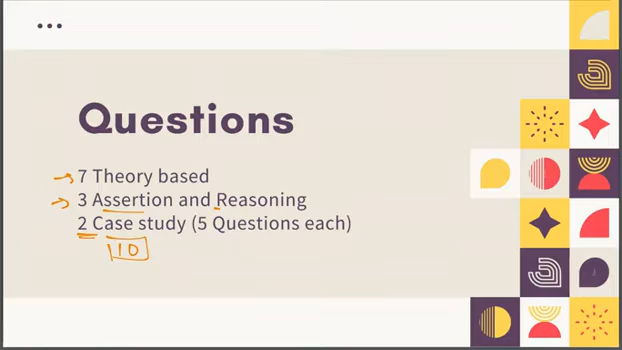 Questions
7 Theory based
3 Assertion and Reasoning
2 Case study (5 Questions each)
10